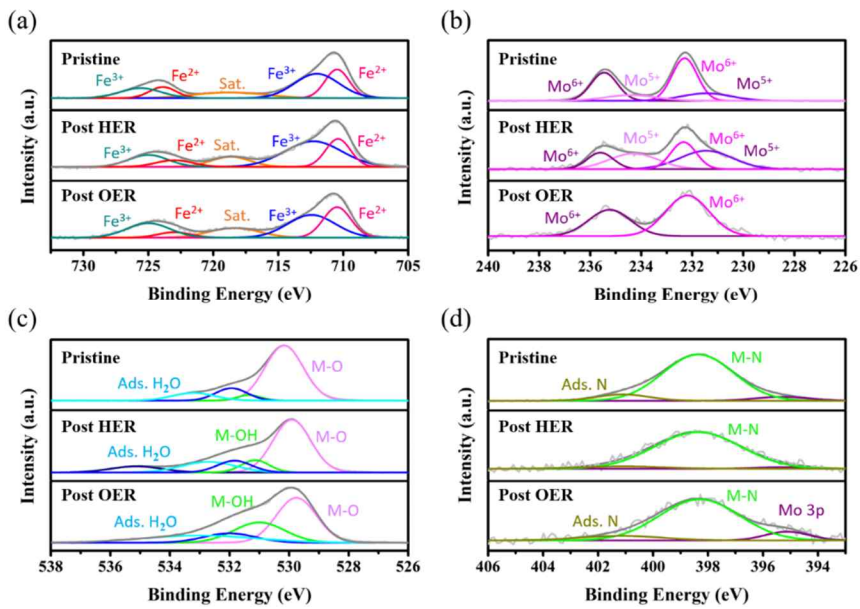 (a)
Pristine
Fe3+
Fe2+
Sat.
Fe3+
Fe2+
Post HER
Fe3+
Fe2+
Sat.
Fe3+
Fe2+
Post OER
Fe3+
Fe2+
Sat.
Fe3+
Fe2+
730 725 720 715 710 705
Binding Energy (eV)
Intensity (a.u.)
(b)
Pristine
Mo6+
Mo5+
Mo6+
Mo5+
Post HER
Mo6+
Mo5+
Mo6+
Mo5+
Post OER
Mo6+
Mo6+
240 238 236 234 232 230 228 226
Binding Energy (eV)
Intensity (a.u.)
(c)
Pristine
Ads. H2O
M-O
Post HER
Ads. H2O
M-OH
M-O
Post OER
Ads. H2O
M-OH
M-O
538 536 534 532 530 528 526
Binding Energy (eV)
Intensity (a.u.)
(d)
Pristine
Ads. N
M-N
Post HER
M-N
Post OER
Ads. N
M-N
Mo 3p
406 404 402 400 398 396 394
Binding Energy (eV)
Intensity (a.u.)